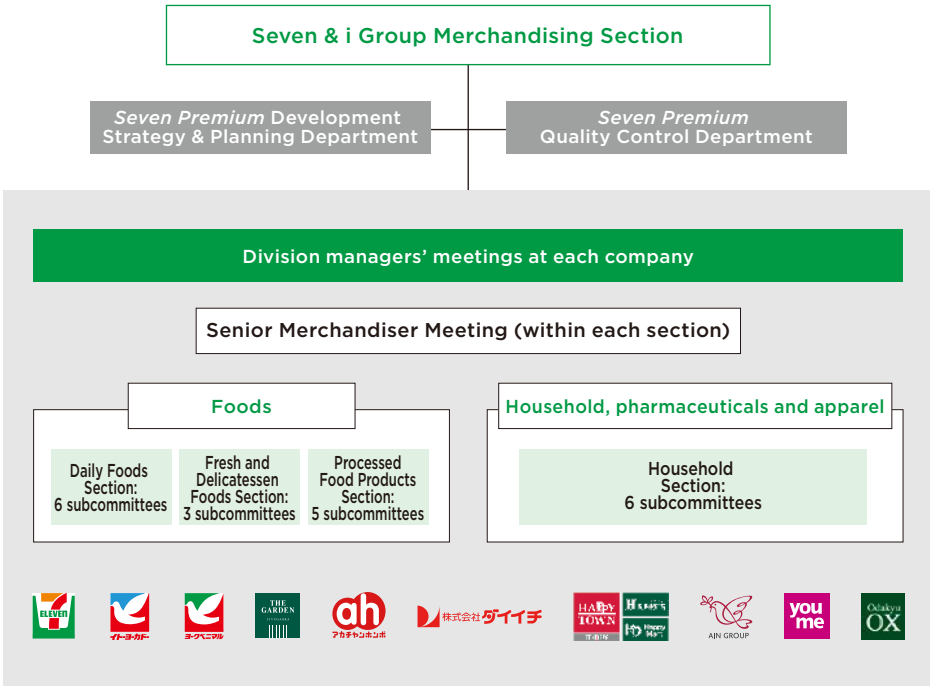 Seven & i Group Merchandising Section
Seven Premium Development
Strategy & Planning Department
Seven Premium
Quality Control Department
Division managers’ meetings at each company
Senior Merchandiser Meeting (within each section)
Foods
Household, pharmaceuticals and apparel
Daily Foods
Section:
6 subcommittees
Fresh and
Delicatessen
Foods Section:
3 subcommittees
Processed
Food Products
Section:
5 subcommittees
Household
Section:
6 subcommittees
ELEVEN
イトーヨーカドー
ヨークベニマル
THE
GARDEN
ah
アカチャンホンポ
株式会社ダイイチ
HAPPY
TOWN
Happy
Mart
AIN GROUP
you
me
Odakyu
OX